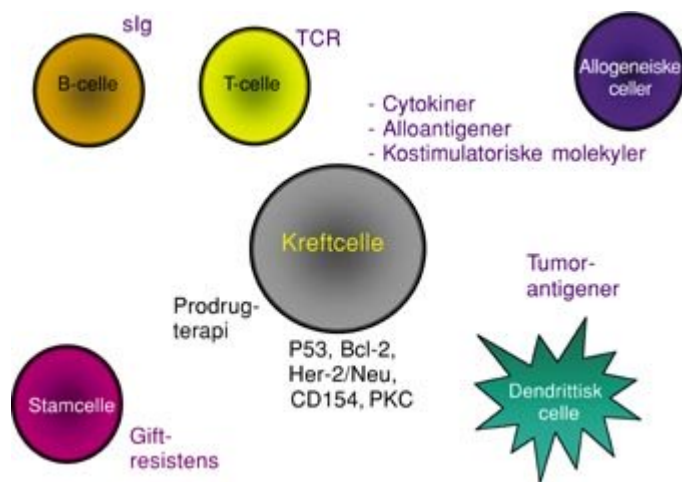 sIg
B-celle
TCR
T-celle
Allogeneiske
celler
- Cytokiner
- Alloantigener
- Kostimulatoriske molekyler
Kreftcelle
Prodrug-
terapi
P53, Bcl-2,
Her-2/Neu,
CD154, PKC
Tumor-
antigener
Dendrittisk
celle
Stamcelle
Gift-
resistens